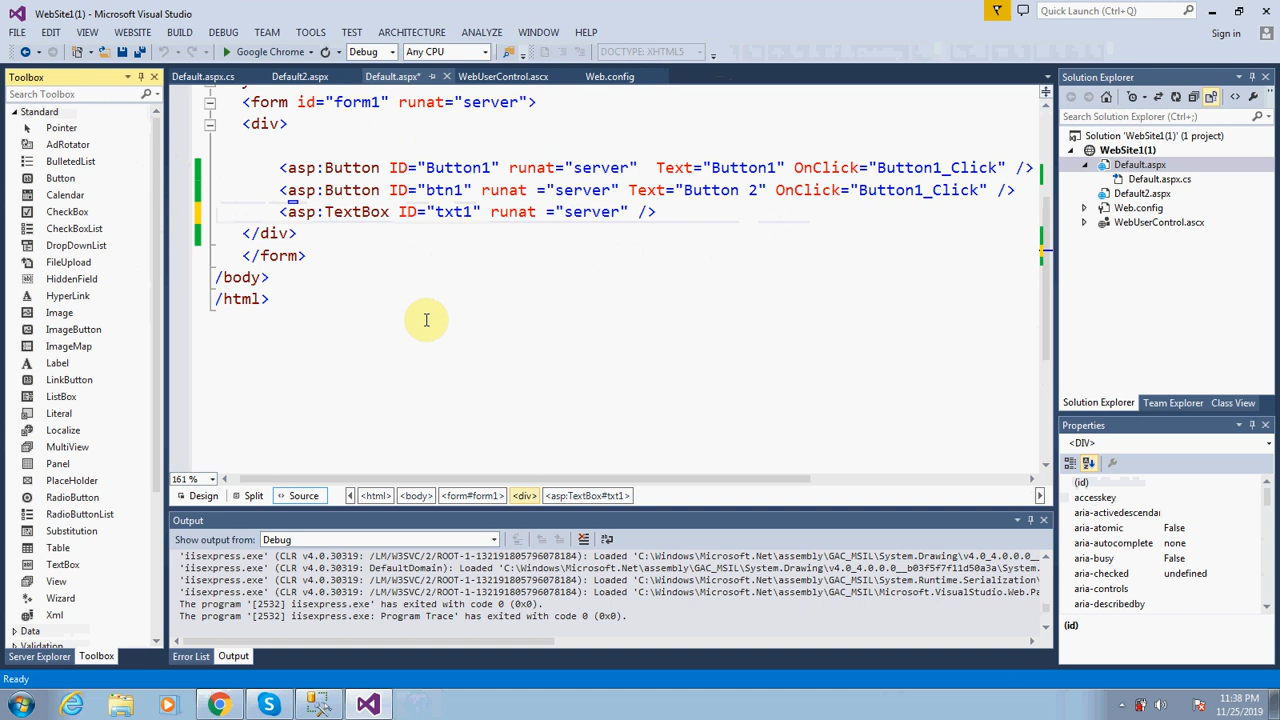 WebSite1(1) - Microsoft Visual Studio
Quick Launch (Ctrl+Q)
FILE EDIT VIEW WEBSITE BUILD DEBUG TEAM TOOLS TEST ARCHITECTURE ANALYZE WINDOW HELP
Sign in
Google Chrome Debug Any CPU DOCTYPE: XHTML5
Toolbox
Search Toolbox
Standard
Pointer
AdRotator
BulletedList
Button
Calendar
CheckBox
CheckBoxList
DropDownList
FileUpload
HiddenField
HyperLink
Image
ImageButton
ImageMap
Label
LinkButton
ListBox
Literal
Localize
MultiView
Panel
PlaceHolder
RadioButton
RadioButtonList
Substitution
Table
TextBox
View
Wizard
Xml
Data
Validation
Server Explorer Toolbox
Default.aspx.cs Default2.aspx Default.aspx* WebUserControl.ascx Web.config
<form id="form1" runat="server">
<div>
<asp:Button ID="Button1" runat="server" Text="Button1" OnClick="Button1_Click" />
<asp:Button ID="btn1" runat ="server" Text="Button 2" OnClick="Button1_Click" />
<asp:TextBox ID="txt1" runat ="server" />
</div>
</form>
/body>
/html>
161 %
Design Split Source <html> <body> <form#form1> <div> <asp:TextBox#txt1>
Output
Show output from: Debug
'iisexpress.exe' (CLR v4.0.30319: /LM/W3SVC/2/ROOT-1-132191805796078184): Loaded 'C:\Windows\Microsoft.Net\assembly\GAC_MSIL\System.Drawing\v4.0_4.0.0.0__
'iisexpress.exe' (CLR v4.0.30319: DefaultDomain): Loaded 'C:\Windows\Microsoft.Net\assembly\GAC_MSIL\System.Drawing\v4.0_4.0.0.0__b03f5f7f11d50a3a\System.
'iisexpress.exe' (CLR v4.0.30319: /LM/W3SVC/2/ROOT-1-132191805796078184): Loaded 'C:\Windows\Microsoft.Net\assembly\GAC_MSIL\System.Runtime.Serialization\
'iisexpress.exe' (CLR v4.0.30319: /LM/W3SVC/2/ROOT-1-132191805796078184): Loaded 'C:\Windows\Microsoft.Net\assembly\GAC_MSIL\Microsoft.VisualStudio.Web.Pa
The program '[2532] iisexpress.exe' has exited with code 0 (0x0).
The program '[2532] iisexpress.exe: Program Trace' has exited with code 0 (0x0).
Error List Output
Solution Explorer
Search Solution Explorer (Ctrl+;)
Solution 'WebSite1(1)' (1 project)
WebSite1(1)
Default.aspx
Default.aspx.cs
Default2.aspx
Web.config
WebUserControl.ascx
Solution Explorer Team Explorer Class View
Properties
<DIV>
(id)
accesskey
aria-activedescendar
aria-atomic False
aria-autocomplete none
aria-busy False
aria-checked undefined
aria-controls
aria-describedby
(id)
Ready
11:38 PM
11/25/2019